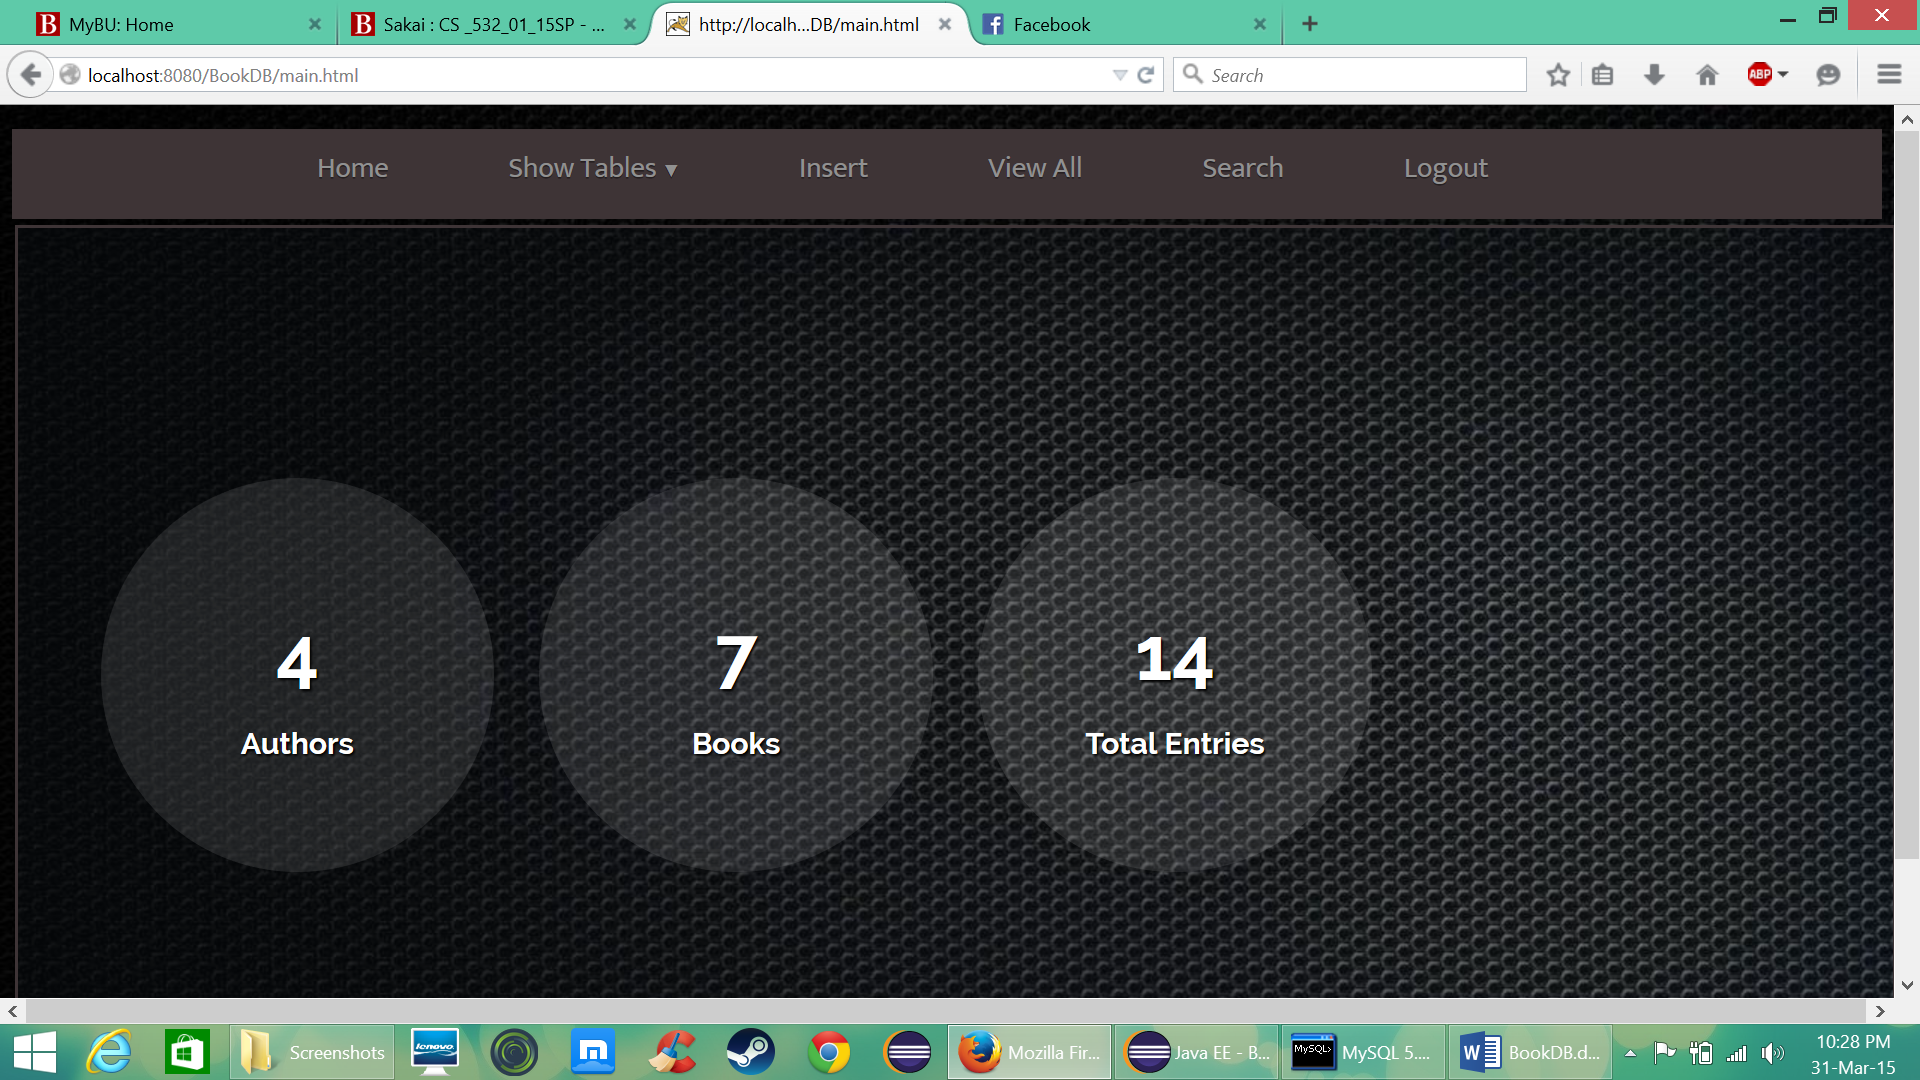 MyBU: Home
Sakai : CS _532_01_15SP - ...
http://localh...DB/main.html
Facebook
localhost:8080/BookDB/main.html
Search
ABP
Home
Show Tables ▾
Insert
View All
Search
Logout
4
Authors
7
Books
14
Total Entries
Screenshots
lenovo
Mozilla Fir...
Java EE - B...
MySQL>
MySQL 5....
BookDB.d...
10:28 PM
31-Mar-15